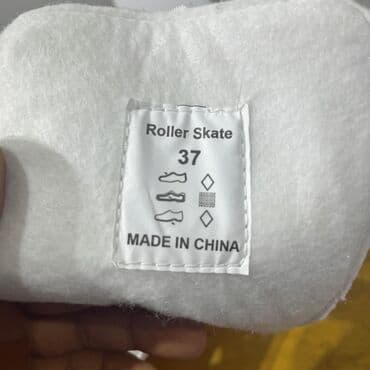 Roller Skate
37
MADE IN CHINA